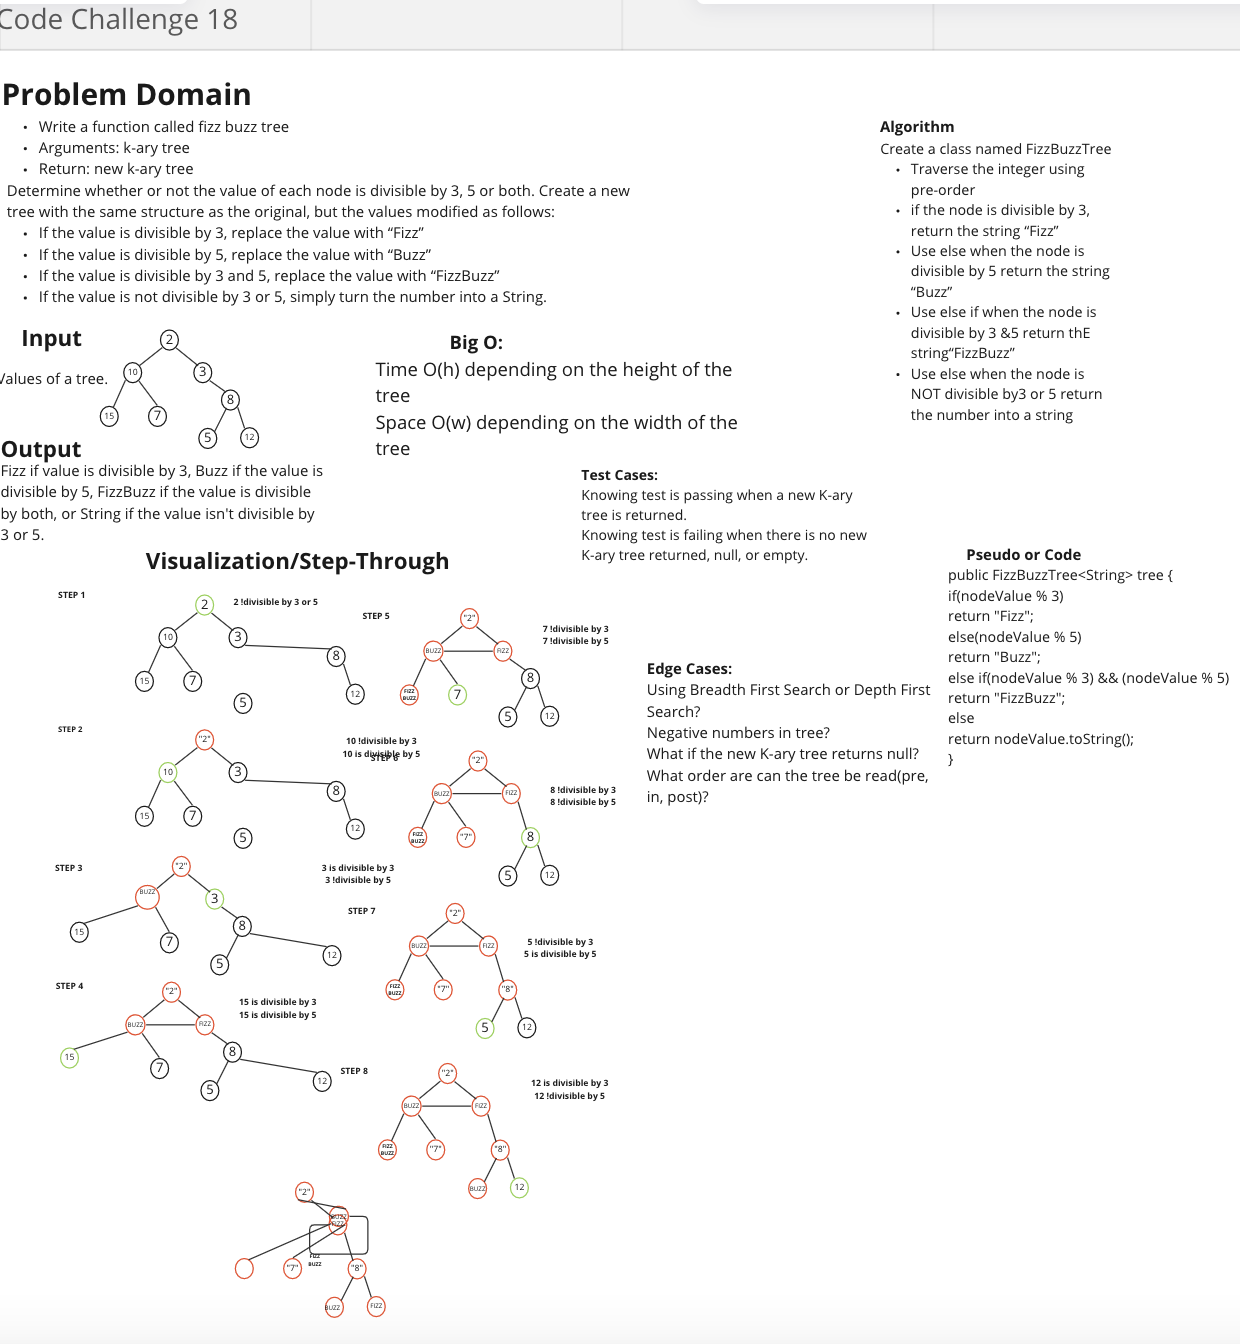 Code Challenge 18
Problem Domain
• Write a function called fizz buzz tree
• Arguments: k-ary tree
• Return: new k-ary tree
Determine whether or not the value of each node is divisible by 3, 5 or both. Create a new
tree with the same structure as the original, but the values modified as follows:
• If the value is divisible by 3, replace the value with “Fizz”
• If the value is divisible by 5, replace the value with “Buzz”
• If the value is divisible by 3 and 5, replace the value with “FizzBuzz”
• If the value is not divisible by 3 or 5, simply turn the number into a String.
Algorithm
Create a class named FizzBuzzTree
• Traverse the integer using
pre-order
• if the node is divisible by 3,
return the string “Fizz”
• Use else when the node is
divisible by 5 return the string
“Buzz”
• Use else if when the node is
divisible by 3 &5 return thE
string“FizzBuzz”
• Use else when the node is
NOT divisible by3 or 5 return
the number into a string
Input
Values of a tree.
2
10
3
8
15
7
5
12
Big O:
Time O(h) depending on the height of the
tree
Space O(w) depending on the width of the
tree
Output
Fizz if value is divisible by 3, Buzz if the value is
divisible by 5, FizzBuzz if the value is divisible
by both, or String if the value isn't divisible by
3 or 5.
Test Cases:
Knowing test is passing when a new K-ary
tree is returned.
Knowing test is failing when there is no new
K-ary tree returned, null, or empty.
Visualization/Step-Through
STEP 1
2
2 !divisible by 3 or 5
10
3
8
15
7
12
5
STEP 2
"2"
10 !divisible by 3
10 is divisible by 5
10
3
8
15
7
12
5
STEP 3
"2"
3 is divisible by 3
3 !divisible by 5
BUZZ
3
8
15
7
5
12
STEP 4
"2"
15 is divisible by 3
15 is divisible by 5
BUZZ
FIZZ
8
15
7
5
12
STEP 5
"2"
7 !divisible by 3
7 !divisible by 5
BUZZ
FIZZ
8
FIZZ
BUZZ
7
5
12
STEP 6
"2"
8 !divisible by 3
8 !divisible by 5
BUZZ
FIZZ
FIZZ
BUZZ
"7"
8
5
12
STEP 7
"2"
5 !divisible by 3
5 is divisible by 5
BUZZ
FIZZ
FIZZ
BUZZ
"7"
"8"
5
12
STEP 8
"2"
12 is divisible by 3
12 !divisible by 5
BUZZ
FIZZ
FIZZ
BUZZ
"7"
"8"
BUZZ
12
"2"
BUZZ
FIZZ
FIZZ
BUZZ
"7"
"8"
BUZZ
FIZZ
Edge Cases:
Using Breadth First Search or Depth First
Search?
Negative numbers in tree?
What if the new K-ary tree returns null?
What order are can the tree be read(pre,
in, post)?
Pseudo or Code
public FizzBuzzTree<String> tree {
if(nodeValue % 3)
return "Fizz";
else(nodeValue % 5)
return "Buzz";
else if(nodeValue % 3) && (nodeValue % 5)
return "FizzBuzz";
else
return nodeValue.toString();
}